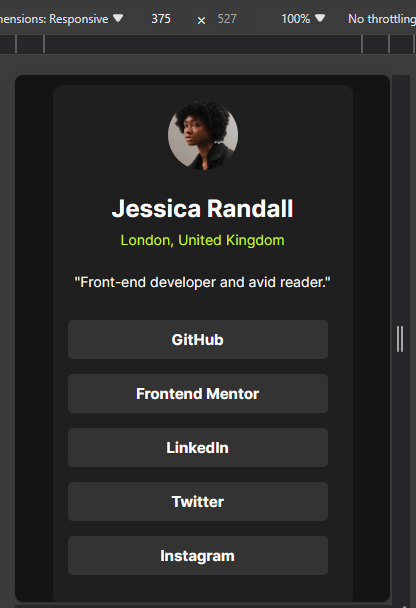 nensions: Responsive 375 × 527 100% No throttling
Jessica Randall
London, United Kingdom
"Front-end developer and avid reader."
GitHub
Frontend Mentor
LinkedIn
Twitter
Instagram